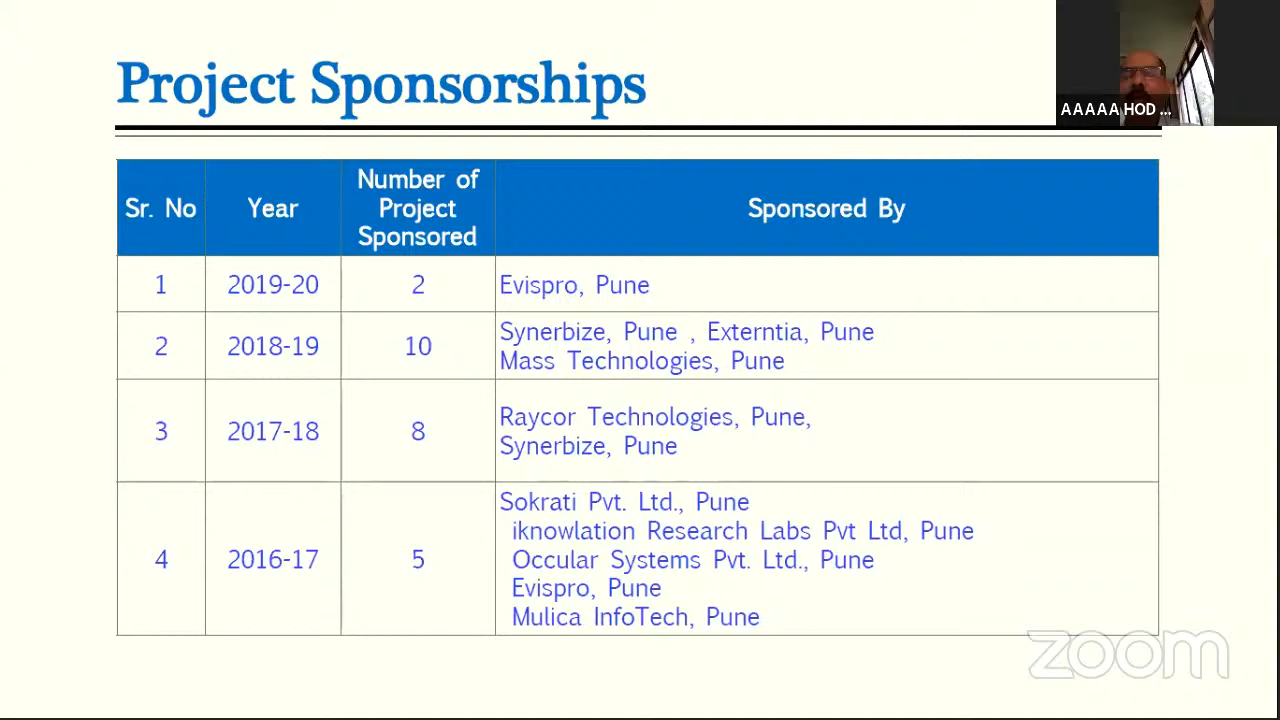 Project Sponsorships
AAAAA HOD ...
Sr. No
Year
Number of
Project
Sponsored
Sponsored By
1
2019-20
2
Evispro, Pune
2
2018-19
10
Synerbize, Pune , Externtia, Pune
Mass Technologies, Pune
3
2017-18
8
Raycor Technologies, Pune,
Synerbize, Pune
4
2016-17
5
Sokrati Pvt. Ltd., Pune
iknowlation Research Labs Pvt Ltd, Pune
Occular Systems Pvt. Ltd., Pune
Evispro, Pune
Mulica InfoTech, Pune
zoom